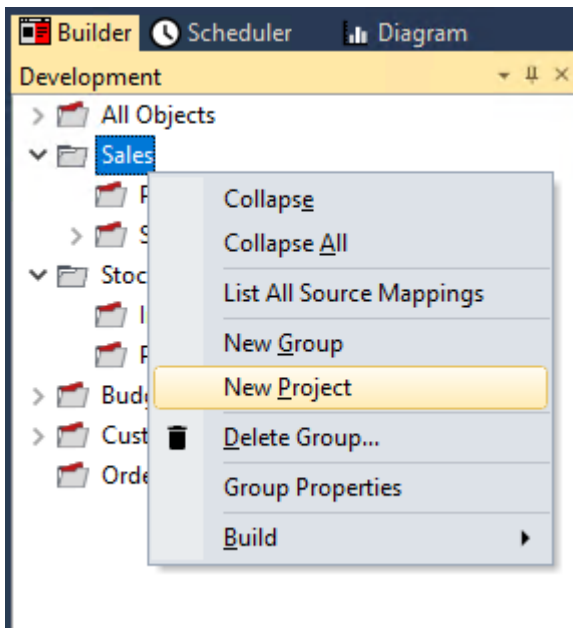 Builder Scheduler Diagram
Development
All Objects
Sales
Collapse
Collapse All
List All Source Mappings
New Group
New Project
Delete Group...
Group Properties
Build